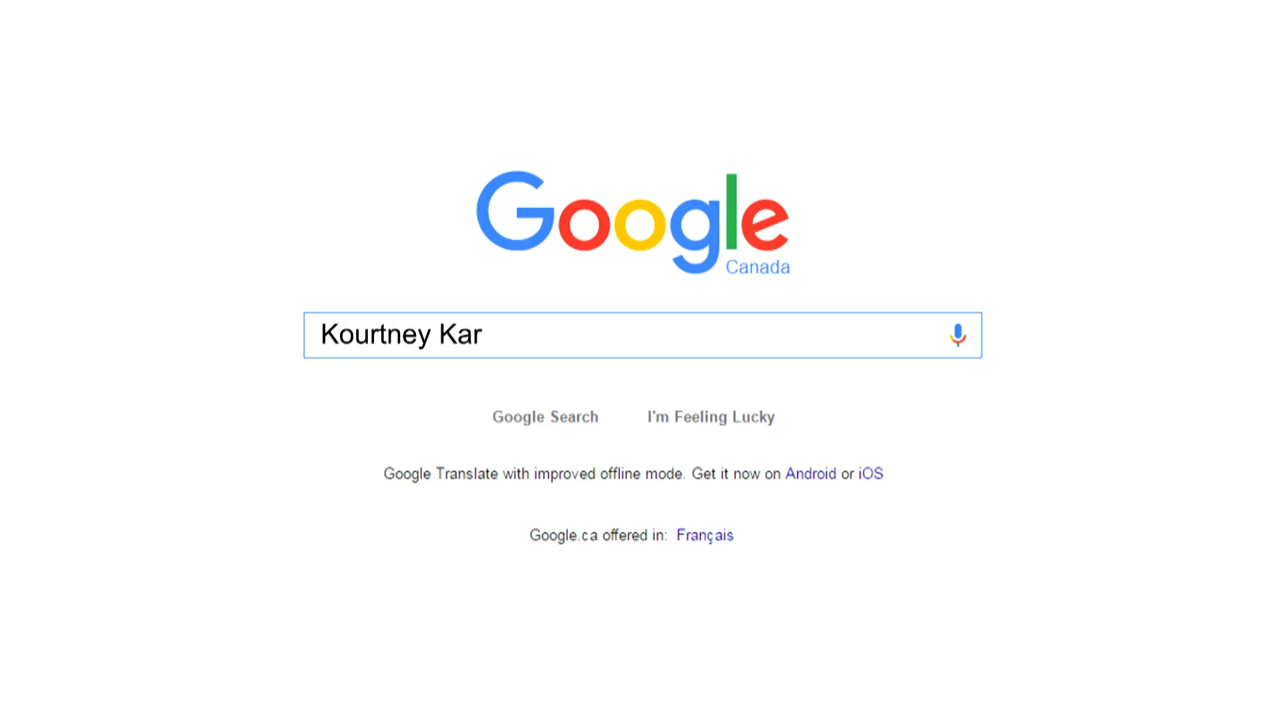 Google
Canada
Kourtney Kar
Google Search I'm Feeling Lucky
Google Translate with improved offline mode. Get it now on Android or iOS
Google.ca offered in: Français